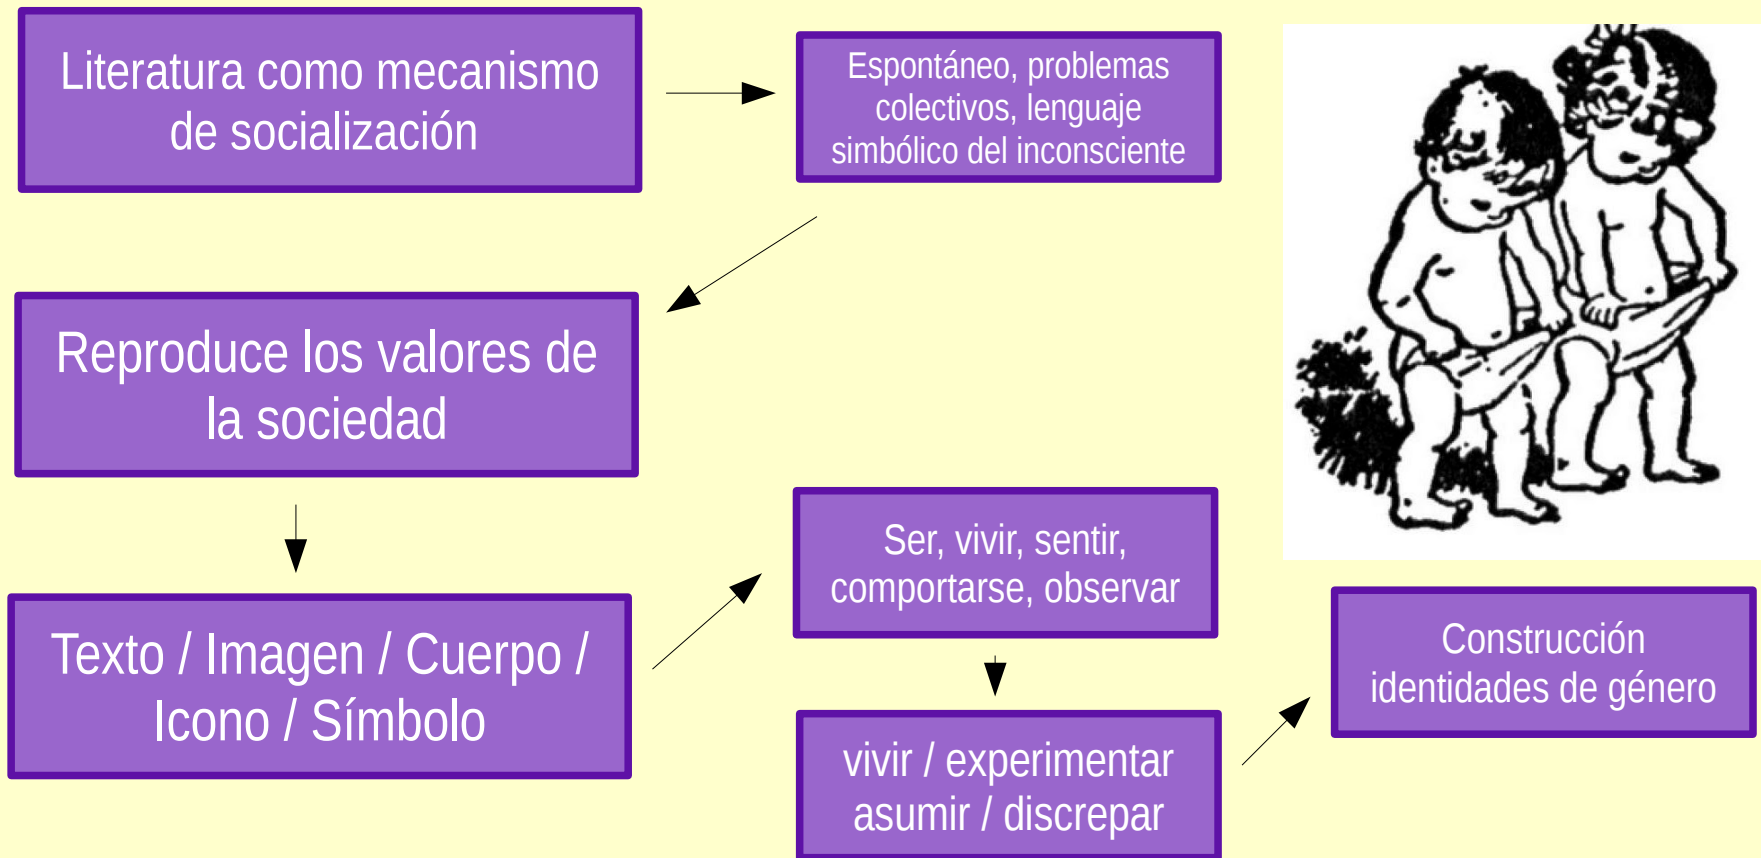 Literatura como mecanismo
de socialización
Espontáneo, problemas
colectivos, lenguaje
simbólico del inconsciente
Reproduce los valores de
la sociedad
Texto / Imagen / Cuerpo /
Icono / Símbolo
Ser, vivir, sentir,
comportarse, observar
vivir / experimentar
asumir / discrepar
Construcción
identidades de género